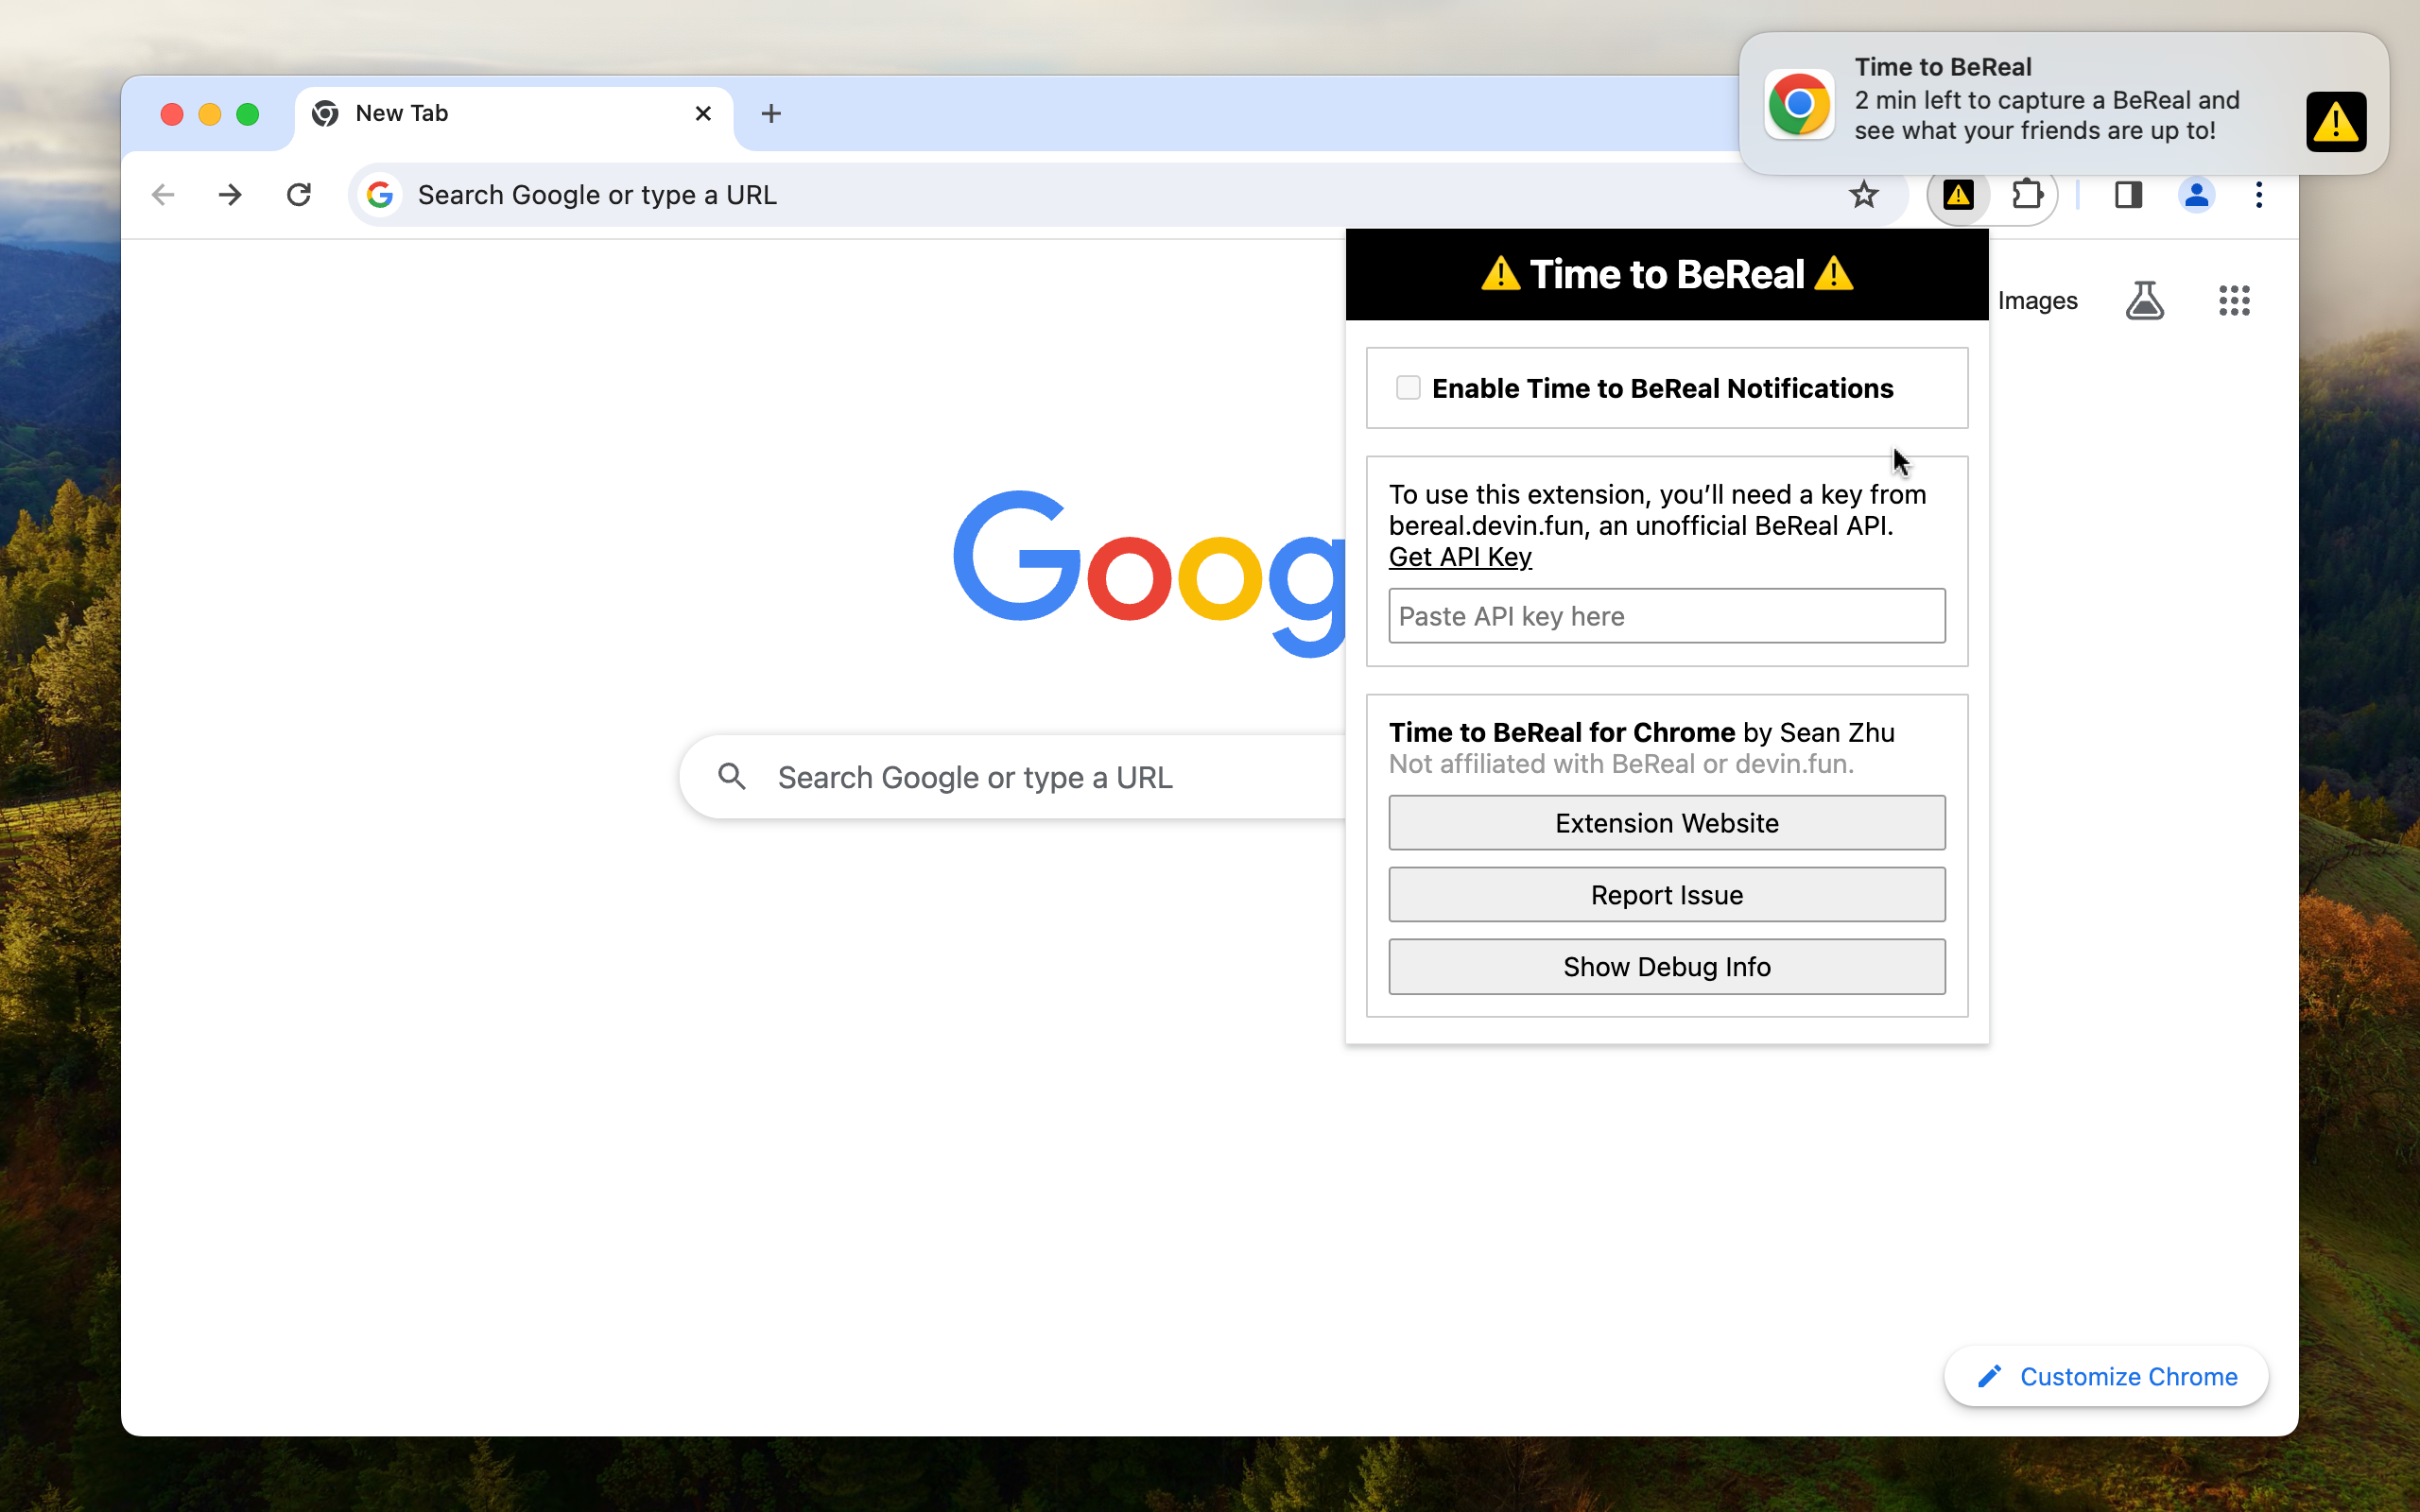 Time to BeReal
2 min left to capture a BeReal and
see what your friends are up to!
New Tab
Search Google or type a URL
⚠️ Time to BeReal ⚠️
Images
Enable Time to BeReal Notifications
To use this extension, you’ll need a key from
bereal.devin.fun, an unofficial BeReal API.
Get API Key
Paste API key here
Goog
Search Google or type a URL
Time to BeReal for Chrome by Sean Zhu
Not affiliated with BeReal or devin.fun.
Extension Website
Report Issue
Show Debug Info
Customize Chrome